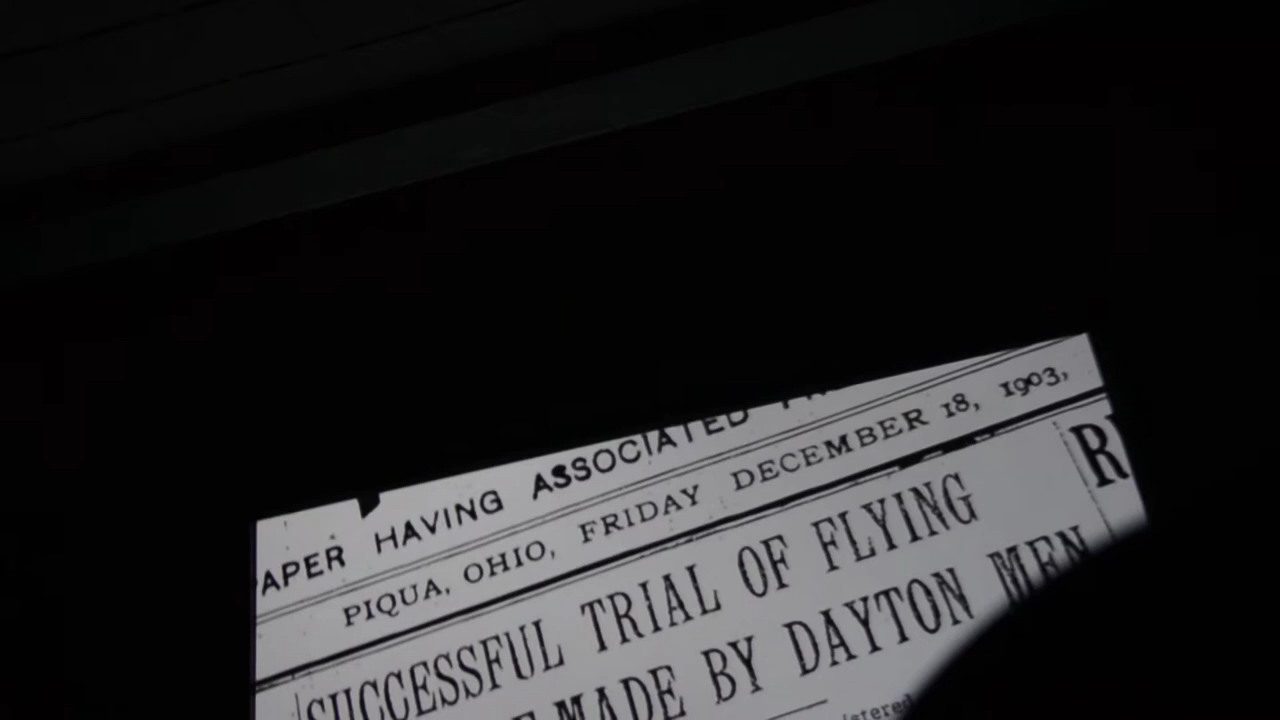 APER HAVING ASSOCIATED
PIQUA, OHIO, FRIDAY DECEMBER 18, 1903,
R
SUCCESSFUL TRIAL OF FLYING
MADE BY DAYTON MEN